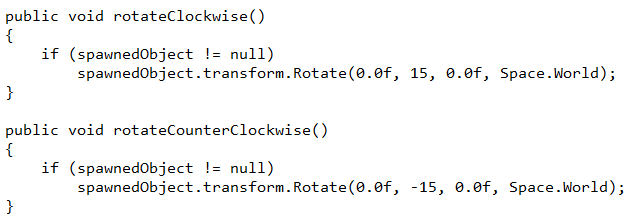 public void rotateClockwise()
{
    if (spawnedObject != null)
        spawnedObject.transform.Rotate(0.0f, 15, 0.0f, Space.World);
}
public void rotateCounterClockwise()
{
    if (spawnedObject != null)
        spawnedObject.transform.Rotate(0.0f, -15, 0.0f, Space.World);
}